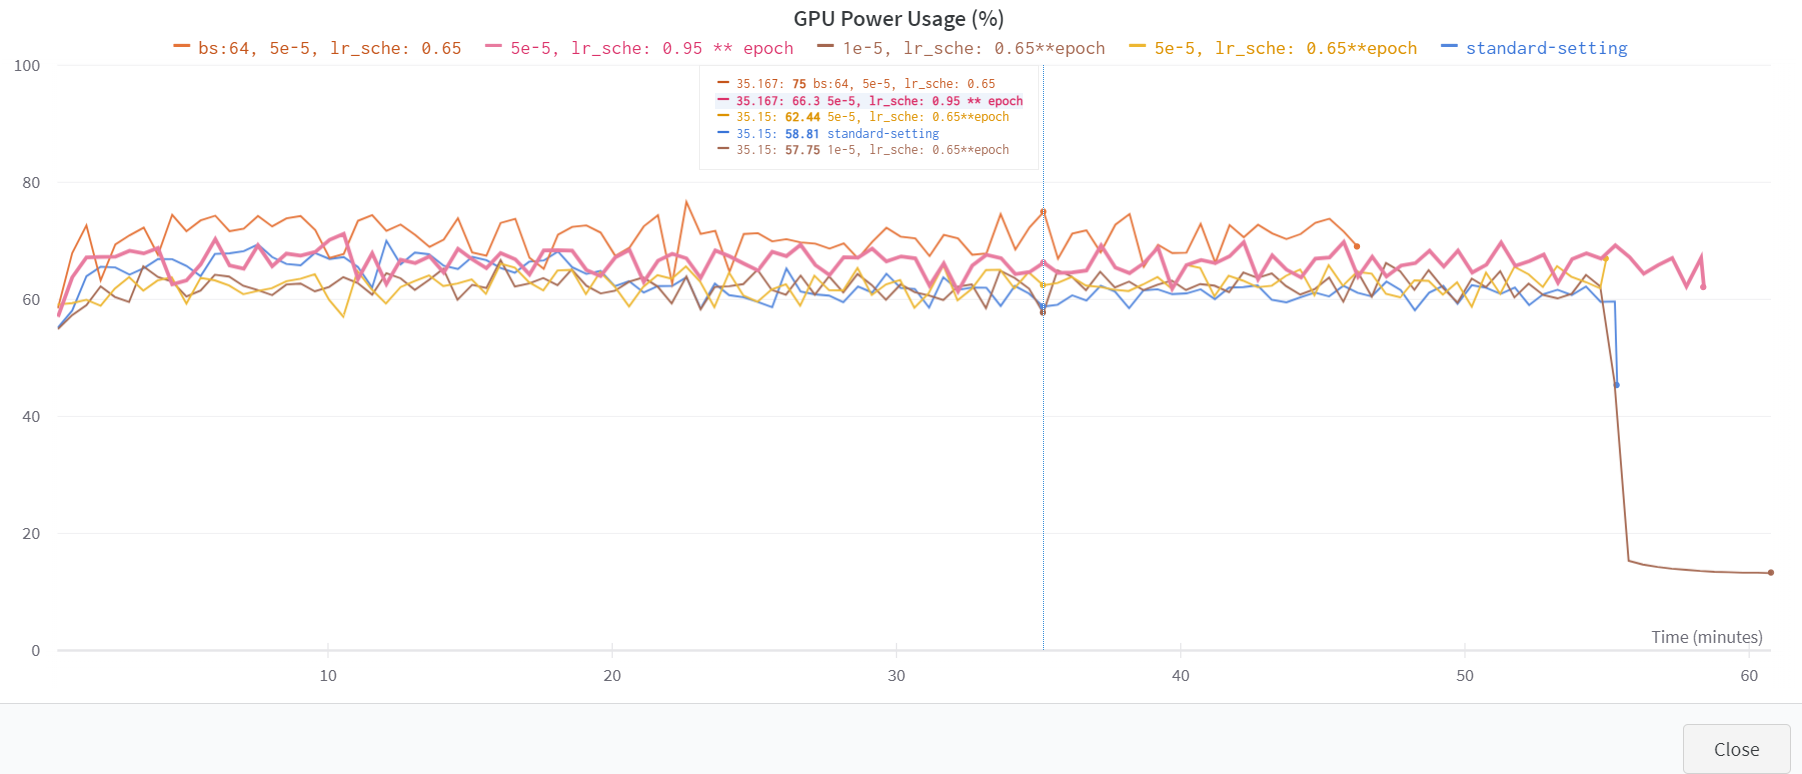 GPU Power Usage (%)
bs:64, 5e-5, lr_sche: 0.65 5e-5, lr_sche: 0.95 ** epoch 1e-5, lr_sche: 0.65**epoch 5e-5, lr_sche: 0.65**epoch standard-setting
100
35.167: 75 bs:64, 5e-5, lr_sche: 0.65
35.167: 66.3 5e-5, lr_sche: 0.95 ** epoch
35.15: 62.44 5e-5, lr_sche: 0.65**epoch
35.15: 58.81 standard-setting
35.15: 57.75 1e-5, lr_sche: 0.65**epoch
80
60
40
20
Time (minutes)
0
10 20 30 40 50 60
Close